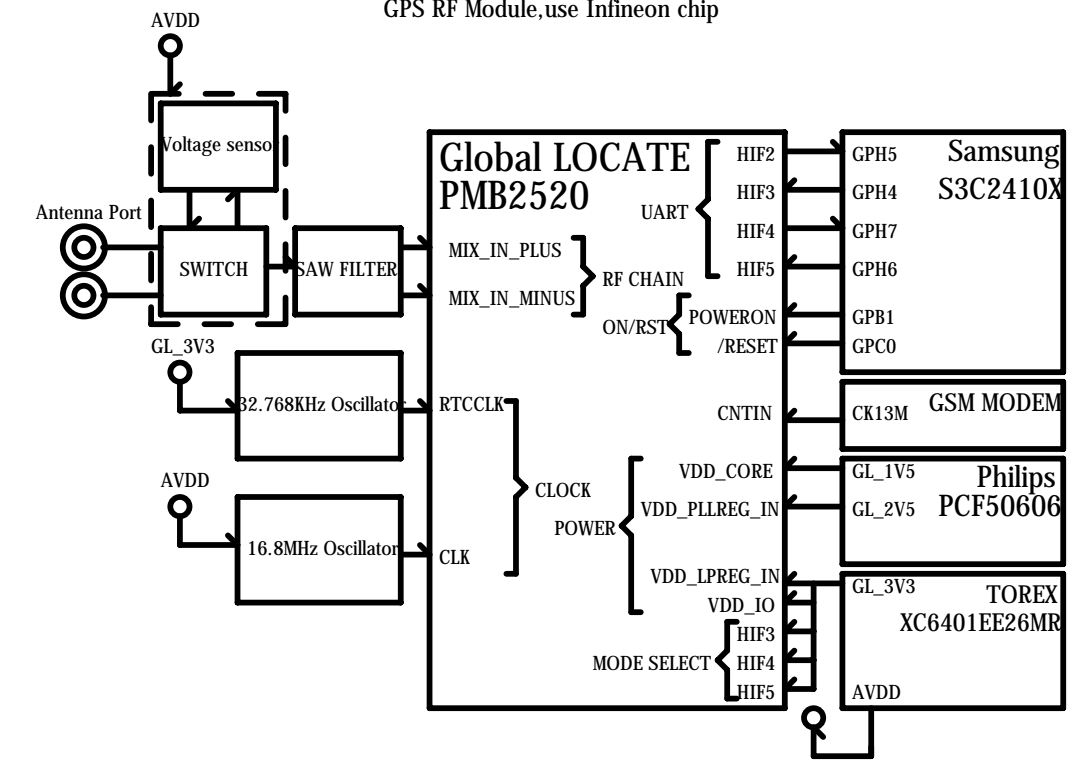 GPS RF Module,use Infineon chip
AVDD
Voltage senso
Antenna Port
SWITCH
SAW FILTER
GL_3V3
32.768KHz Oscillator
AVDD
16.8MHz Oscillator
Global LOCATE
PMB2520
MIX_IN_PLUS
MIX_IN_MINUS
RF CHAIN
RTCCLK
CLOCK
CLK
UART
HIF2
HIF3
HIF4
HIF5
ON/RST
POWERON
/RESET
CNTIN
POWER
VDD_CORE
VDD_PLLREG_IN
VDD_LPREG_IN
VDD_IO
MODE SELECT
HIF3
HIF4
HIF5
Samsung
S3C2410X
GPH5
GPH4
GPH7
GPH6
GPB1
GPC0
CK13M
GSM MODEM
GL_1V5
GL_2V5
Philips
PCF50606
GL_3V3
TOREX
XC6401EE26MR
AVDD